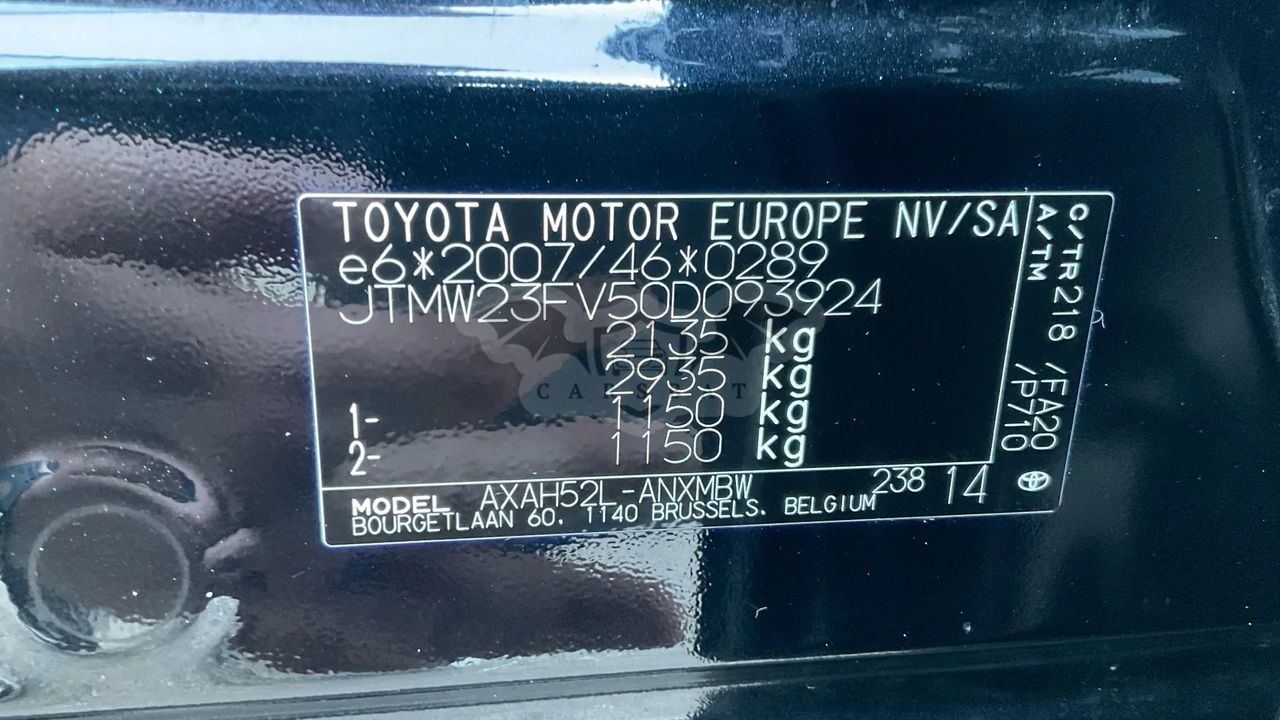 TOYOTA MOTOR EUROPE NV/SA
e6*2007/46*0289
JTMW23FV50D093924
2135 kg
2935 kg
1- 1150 kg
2- 1150 kg
MODEL AXAH52L-ANXMBW 238 14
BOURGETLAAN 60, 1140 BRUSSELS, BELGIUM
C/TR218 /FA20
A/TM /P710